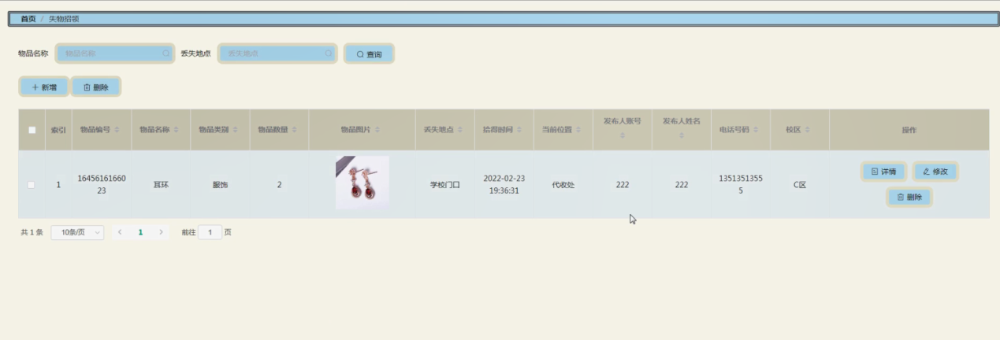 首页 / 失物招领
物品名称 物品名称 丢失地点 丢失地点 查询
新增 删除
索引 物品编号 物品名称 物品类别 物品数量 物品图片 丢失地点 拾得时间 当前位置 发布人账号 发布人姓名 电话号码 校区 操作
1 16456161660 耳环 服饰 2 学校门口 2022-02-23 代收处 222 222 1351351355 C区 详情 修改
23 19:36:31 5 删除
共 1 条 10条/页 1 前往 1 页